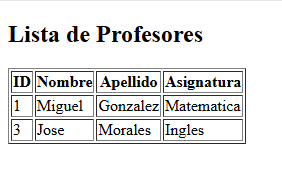 Lista de Profesores
ID Nombre Apellido Asignatura
1 Miguel Gonzalez Matematica
3 Jose Morales Ingles